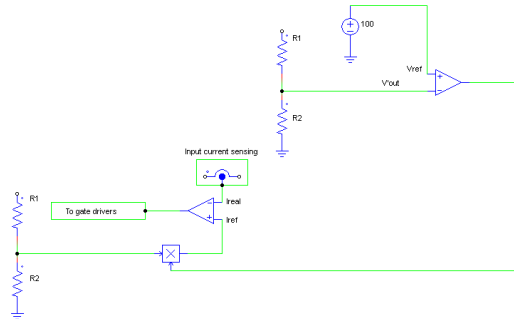 100
R1
Vref
V'out
R2
Input current sensing
R1
Ireal
To gate drivers
Iref
R2